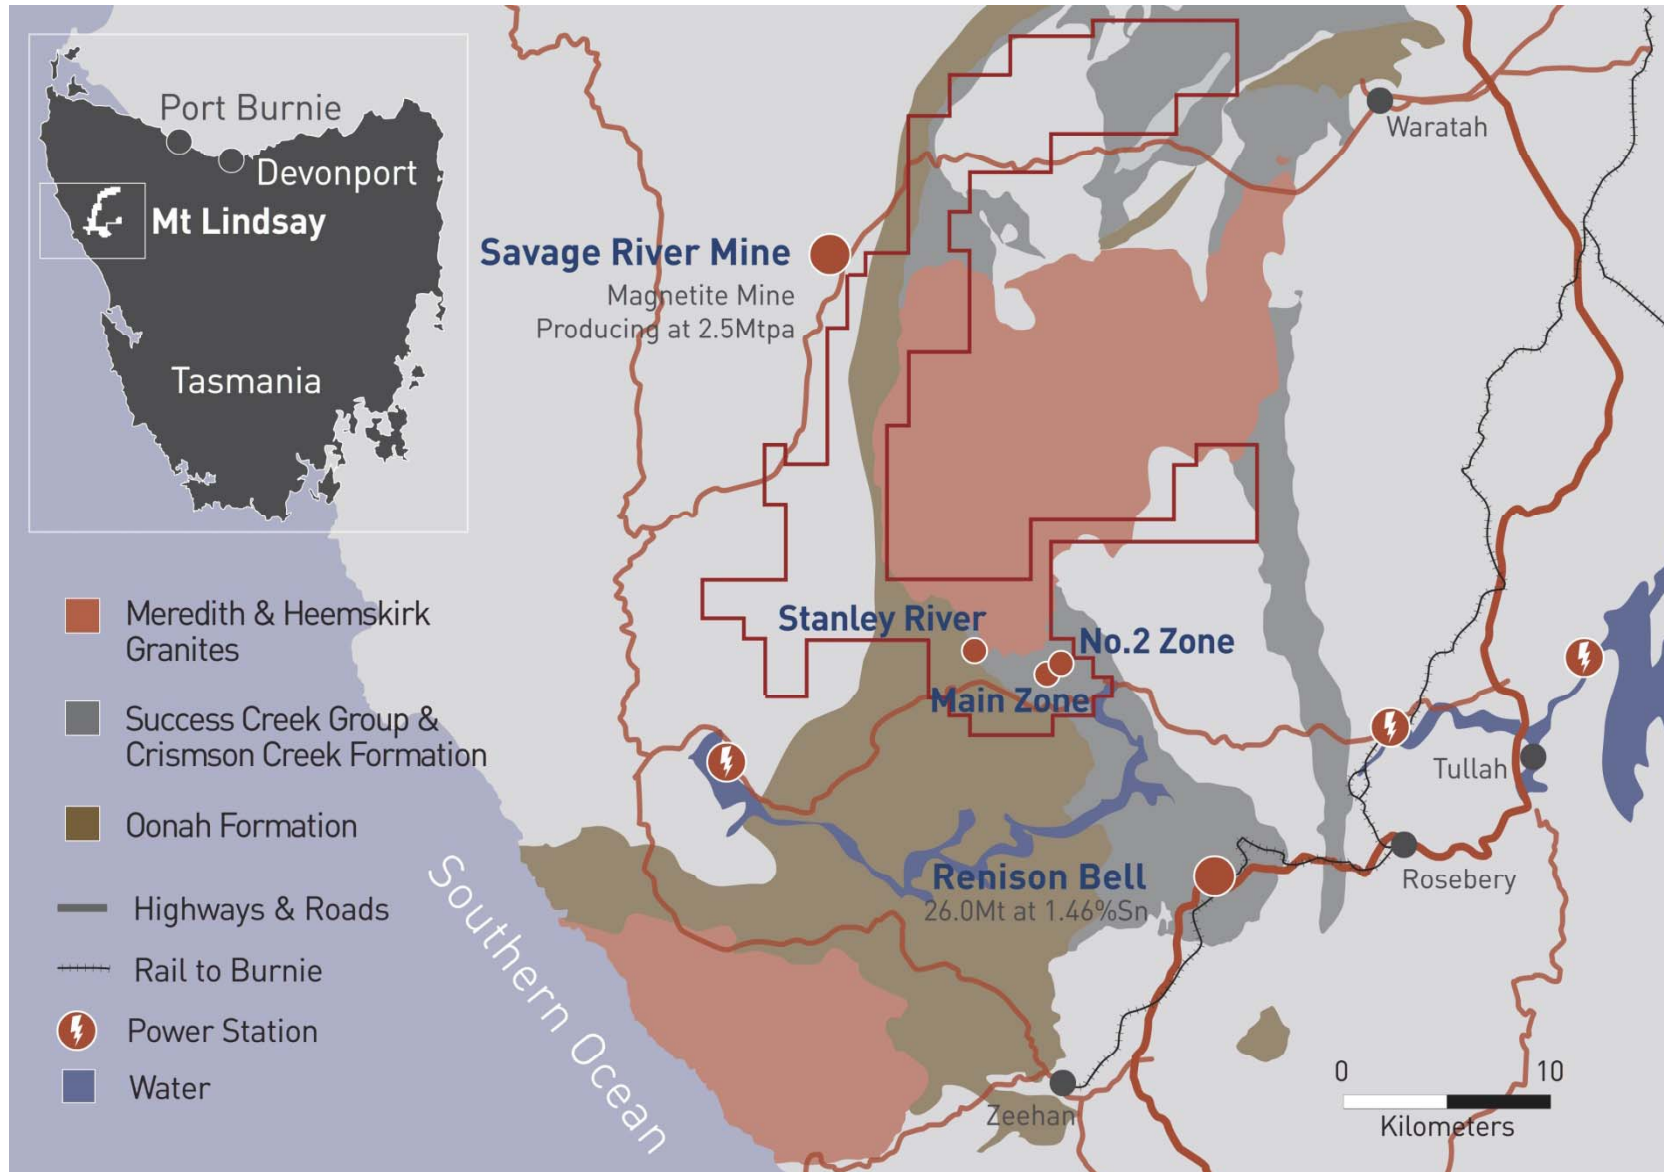 Port Burnie
Devonport
Mt Lindsay
Tasmania
Waratah
Savage River Mine
Magnetite Mine
Producing at 2.5Mtpa
Meredith & Heemskirk
Granites
Success Creek Group &
Crismson Creek Formation
Oonah Formation
Highways & Roads
Rail to Burnie
Power Station
Water
Southern Ocean
Stanley River
No.2 Zone
Main Zone
Tullah
Renison Bell
26.0Mt at 1.46%Sn
Rosebery
Zeehan
0 10
Kilometers